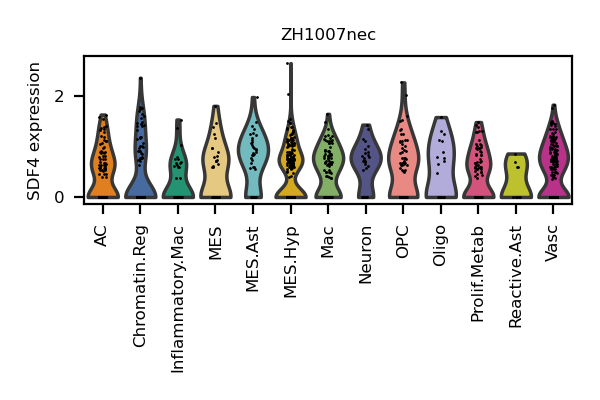 ZH1007nec
SDF4 expression
2
0
AC
Chromatin.Reg
Inflammatory.Mac
MES
MES.Ast
MES.Hyp
Mac
Neuron
OPC
Oligo
Prolif.Metab
Reactive.Ast
Vasc